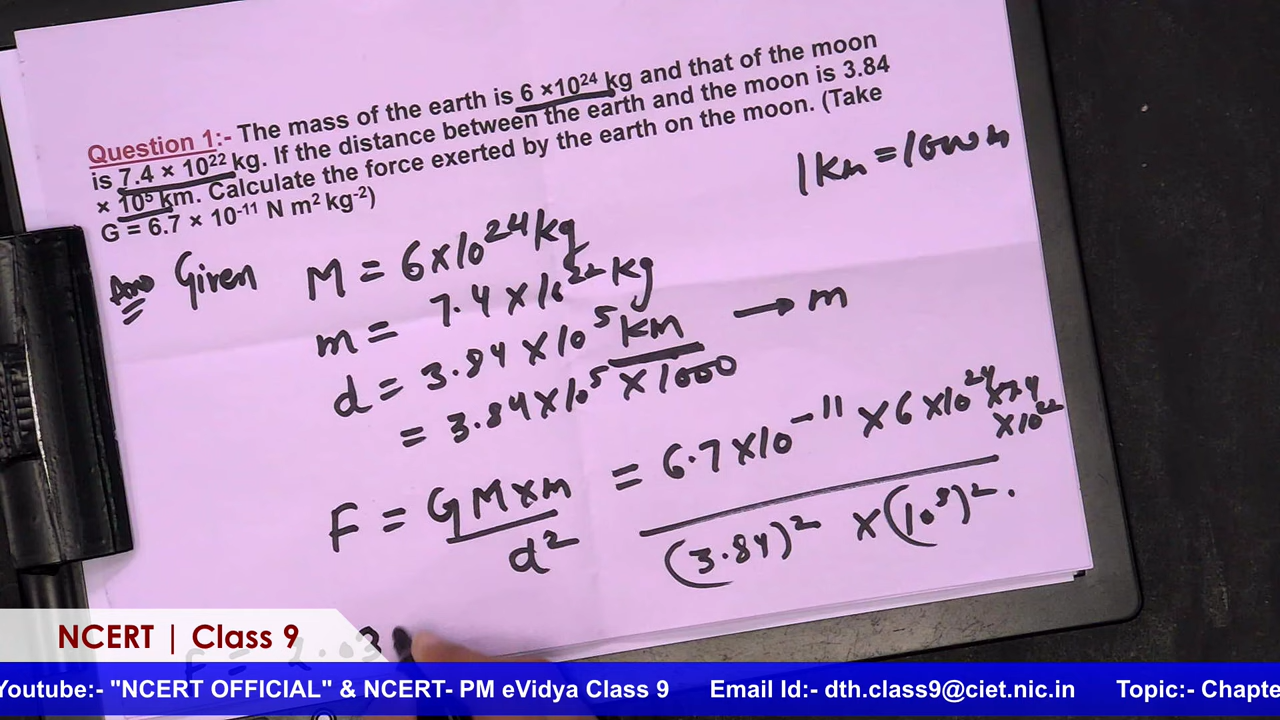 Question 1:- The mass of the earth is 6 ×10²⁴ kg and that of the moon
is 7.4 × 10²² kg. If the distance between the earth and the moon is 3.84
× 10⁵ km. Calculate the force exerted by the earth on the moon. (Take
G = 6.7 × 10⁻¹¹ N m² kg⁻²)
1 Km = 1000 m
Ans Given M = 6×10²⁴ kg
m = 7.4 × 10²² kg
d = 3.84 × 10⁵ km → m
= 3.84×10⁵ × 1000
F = GM×m / d² = 6.7×10⁻¹¹ × 6×10²⁴ ×7.4 ×10²² / (3.84)² × (10⁸)².
F = 2.03
NCERT | Class 9
Youtube:- "NCERT OFFICIAL" & NCERT- PM eVidya Class 9 Email Id:- dth.class9@ciet.nic.in Topic:- Chapte